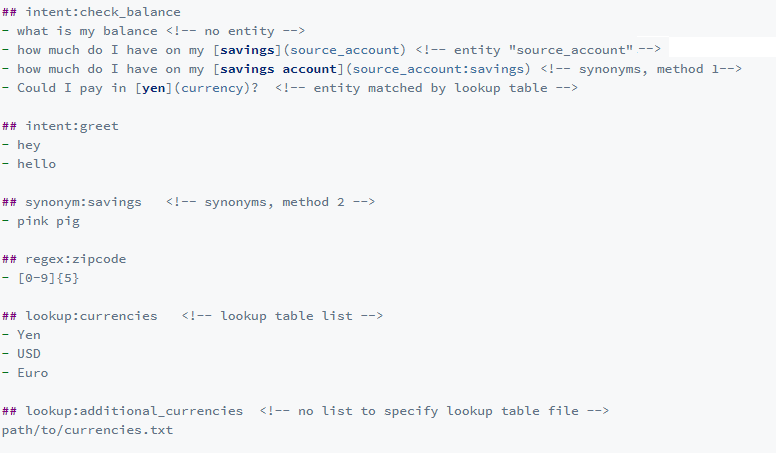 ## intent:check_balance
- what is my balance <!-- no entity -->
- how much do I have on my [savings](source_account) <!-- entity "source_account" -->
- how much do I have on my [savings account](source_account:savings) <!-- synonyms, method 1-->
- Could I pay in [yen](currency)?  <!-- entity matched by lookup table -->
## intent:greet
- hey
- hello
## synonym:savings   <!-- synonyms, method 2 -->
- pink pig
## regex:zipcode
- [0-9]{5}
## lookup:currencies   <!-- lookup table list -->
- Yen
- USD
- Euro
## lookup:additional_currencies  <!-- no list to specify lookup table file -->
path/to/currencies.txt